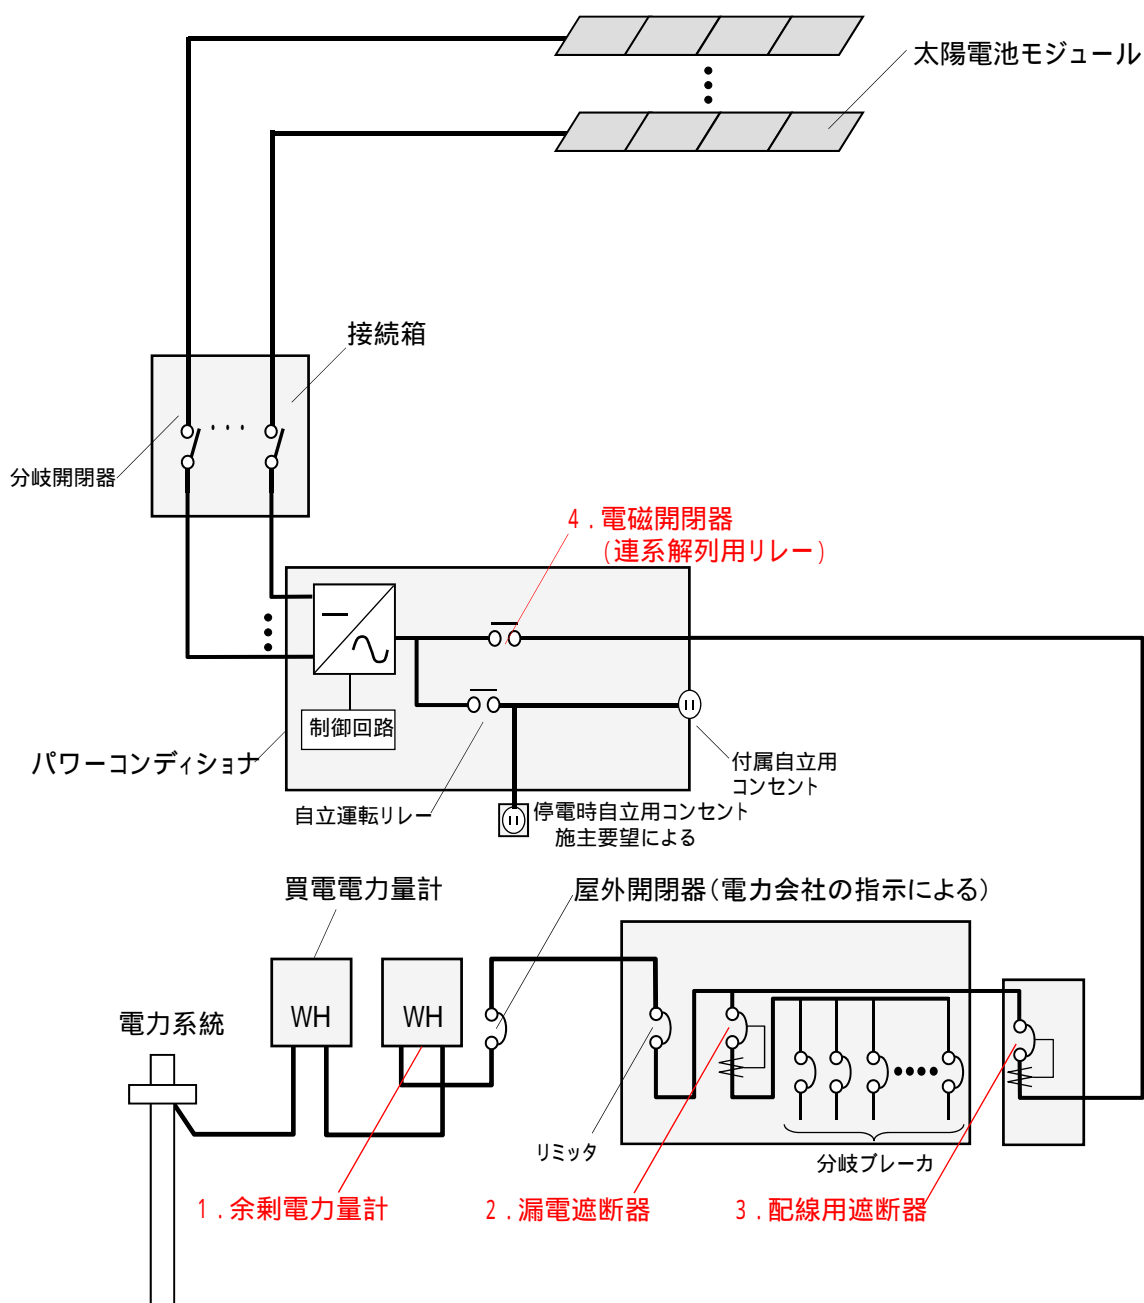 太陽電池モジュール
接続箱
分岐開閉器
4．電磁開閉器
（連系解列用リレー）
制御回路
パワーコンディショナ
自立運転リレー
付属自立用
コンセント
停電時自立用コンセント
施主要望による
買電電力量計
屋外開閉器（電力会社の指示による）
WH
WH
電力系統
リミッタ
分岐ブレーカ
1．余剰電力量計
2．漏電遮断器
3．配線用遮断器